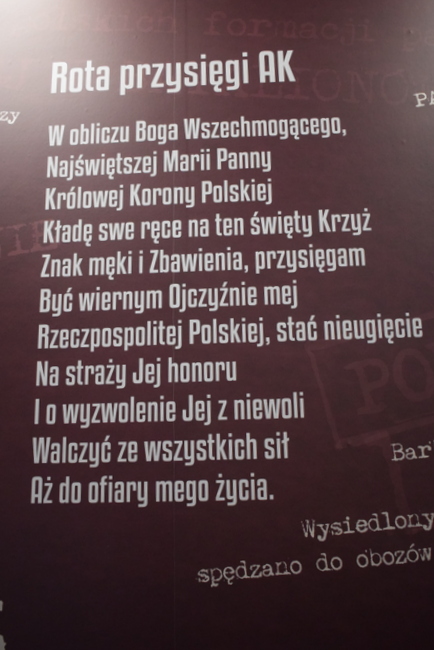 Rota przysięgi AK
W obliczu Boga Wszechmogącego,
Najświętszej Marii Panny
Królowej Korony Polskiej
Kładę swe ręce na ten święty Krzyż
Znak męki i Zbawienia, przysięgam
Być wiernym Ojczyźnie mej
Rzeczpospolitej Polskiej, stać nieugięcie
Na straży Jej honoru
I o wyzwolenie Jej z niewoli
Walczyć ze wszystkich sił
Aż do ofiary mego życia.
Wysiedlony
spędzano do obozów